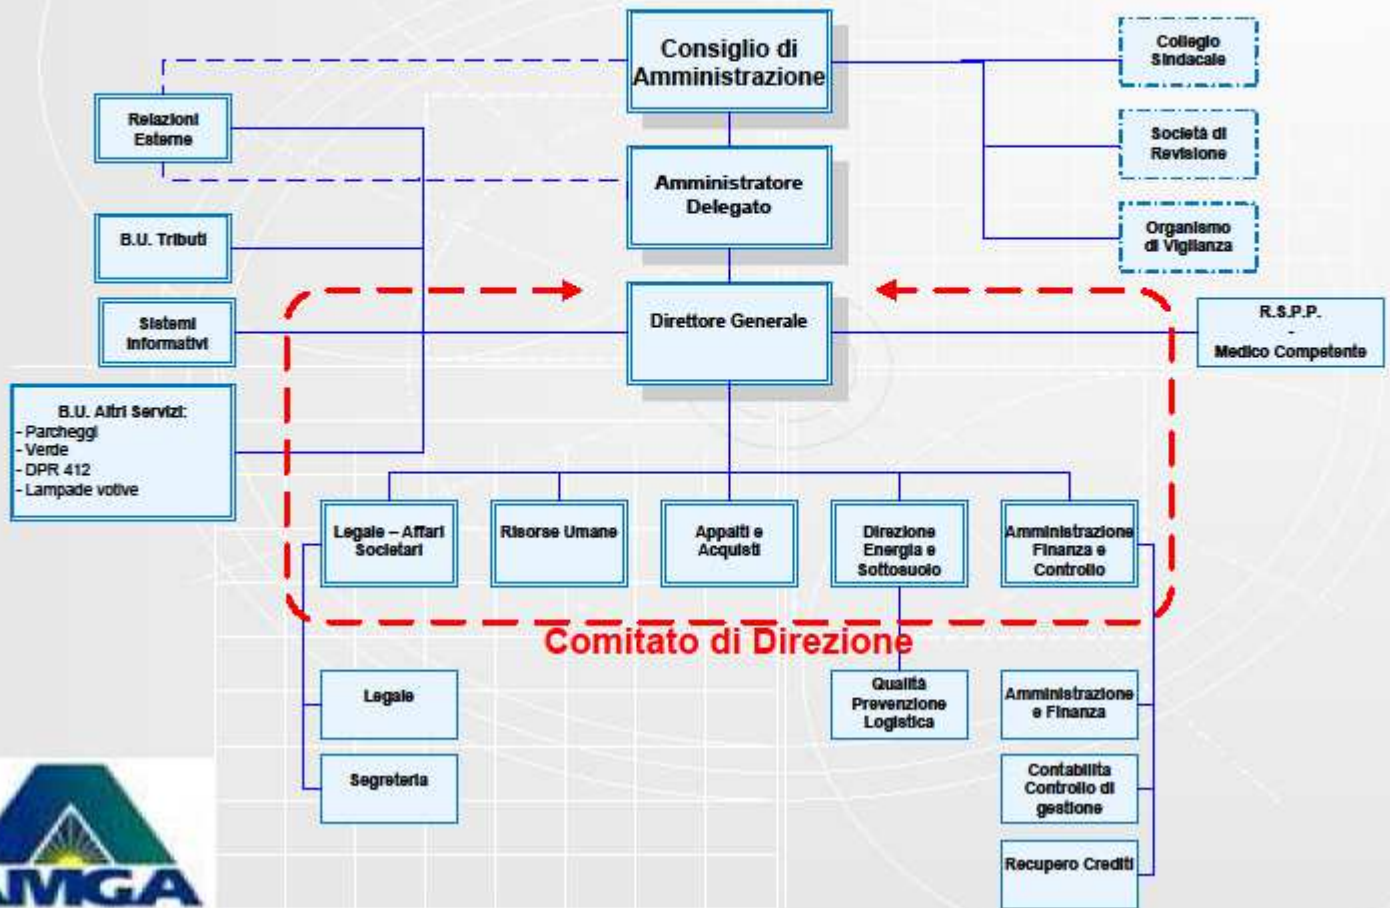 Consiglio di
Amministrazione
Collegio
Sindacale
Relazioni
Esterne
Società di
Revisione
Amministratore
Delegato
B.U. Tributi
Organismo
di Vigilanza
Sistemi
Informativi
Direttore Generale
R.S.P.P.
-
Medico Competente
B.U. Altri Servizi:
- Parcheggi
- Verde
- DPR 412
- Lampade votive
Legale – Affari
Societari
Risorse Umane
Appalti e
Acquisti
Direzione
Energia e
Sottosuolo
Amministrazione
Finanza e
Controllo
Comitato di Direzione
Legale
Qualità
Prevenzione
Logistica
Amministrazione
e Finanza
Segreteria
Contabilita
Controllo di
gestione
Recupero Crediti
AMGA